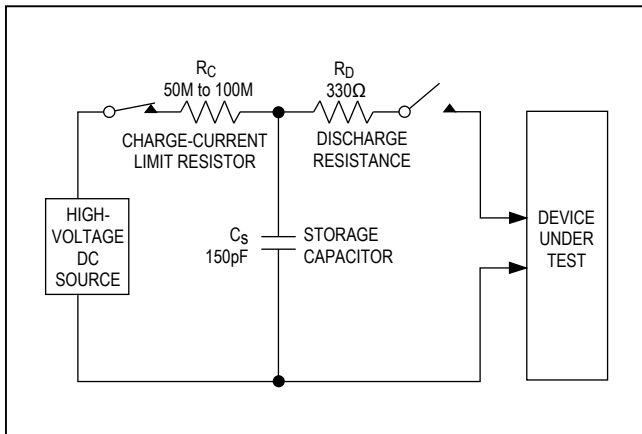 RC
50M to 100M
CHARGE-CURRENT
LIMIT RESISTOR
RD
330Ω
DISCHARGE
RESISTANCE
HIGH-
VOLTAGE
DC
SOURCE
CS
150pF
STORAGE
CAPACITOR
DEVICE
UNDER
TEST